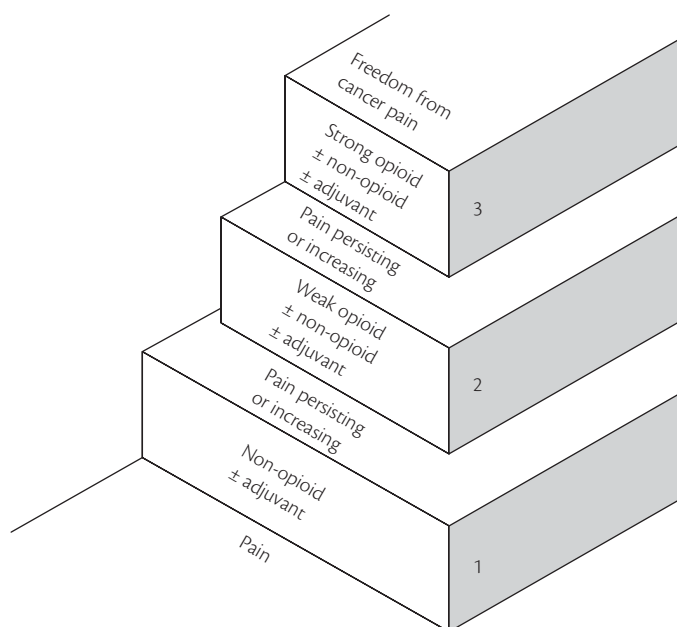 Freedom from
cancer pain
Strong opioid
± non-opioid
± adjuvant
3
Pain persisting
or increasing
Weak opioid
± non-opioid
± adjuvant
2
Pain persisting
or increasing
Non-opioid
± adjuvant
1
Pain